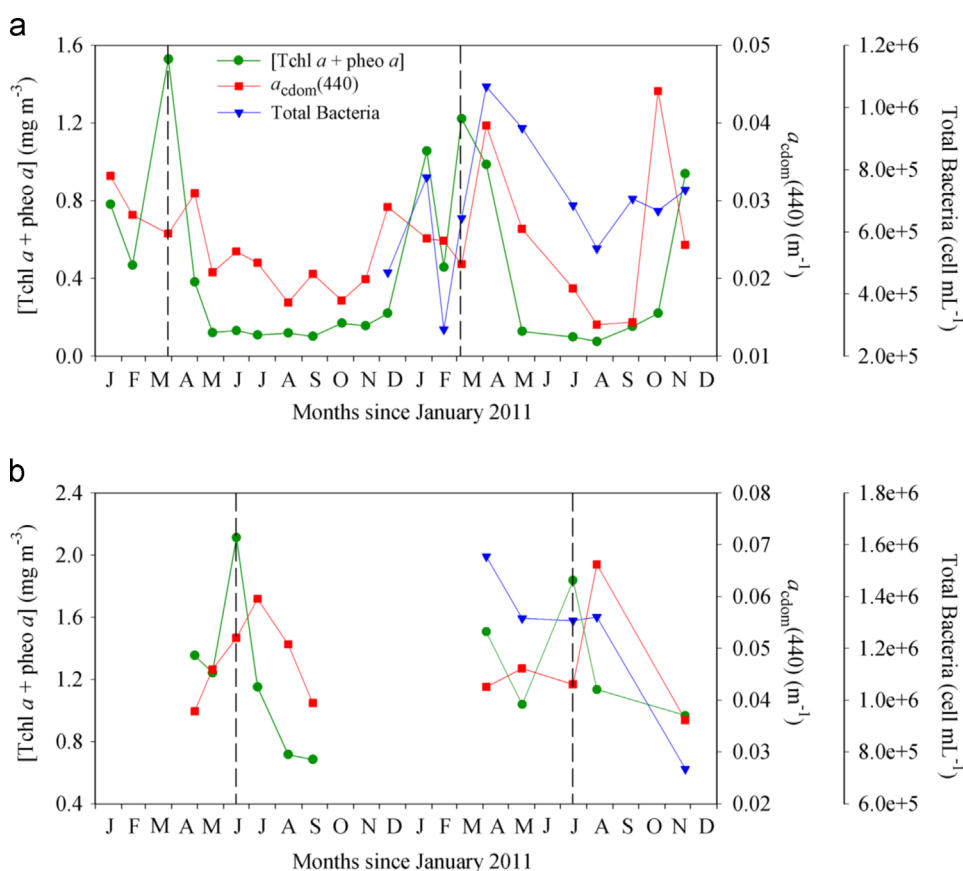 a
[Tchl a + pheo a] (mg m-3)
1.6
1.2
0.8
0.4
0.0
[Tchl a + pheo a]
acdom(440)
Total Bacteria
0.05
0.04
0.03
0.02
0.01
acdom(440) (m-1)
1.2e+6
1.0e+6
8.0e+5
6.0e+5
4.0e+5
2.0e+5
Total Bacteria (cell mL-1)
J F M A M J J A S O N D J F M A M J J A S O N D
Months since January 2011
b
[Tchl a + pheo a] (mg m-3)
2.4
2.0
1.6
1.2
0.8
0.4
0.08
0.07
0.06
0.05
0.04
0.03
0.02
acdom(440) (m-1)
1.8e+6
1.6e+6
1.4e+6
1.2e+6
1.0e+6
8.0e+5
6.0e+5
Total Bacteria (cell mL-1)
J F M A M J J A S O N D J F M A M J J A S O N D
Months since January 2011